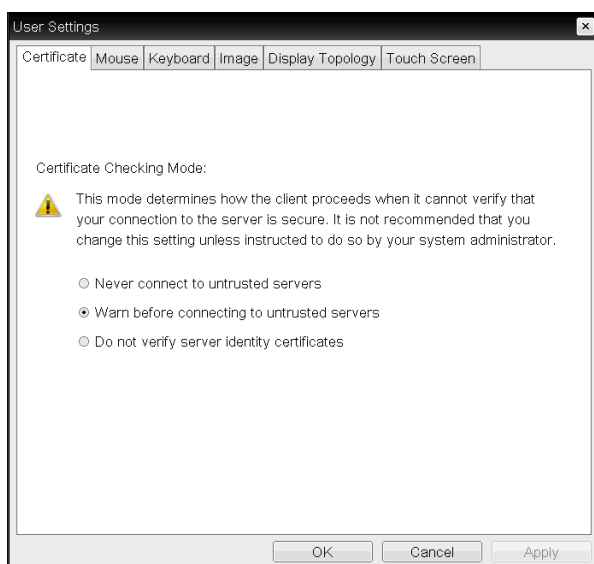 User Settings
Certificate Mouse Keyboard Image Display Topology Touch Screen
Certificate Checking Mode:
This mode determines how the client proceeds when it cannot verify that
your connection to the server is secure. It is not recommended that you
change this setting unless instructed to do so by your system administrator.
Never connect to untrusted servers
Warn before connecting to untrusted servers
Do not verify server identity certificates
OK Cancel Apply